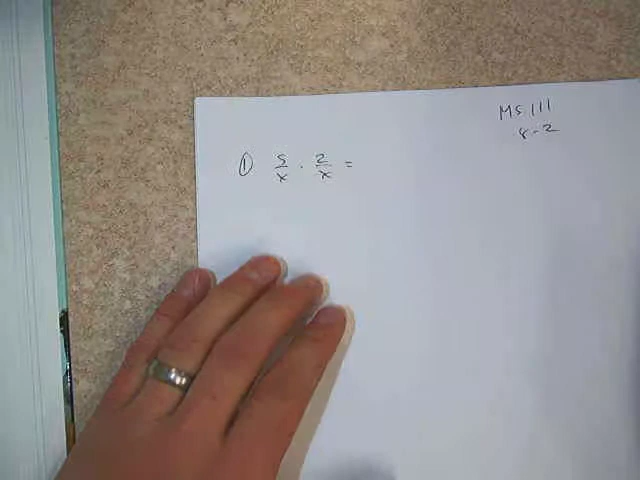 MS 111
8-2
① 5/x · 2/x =